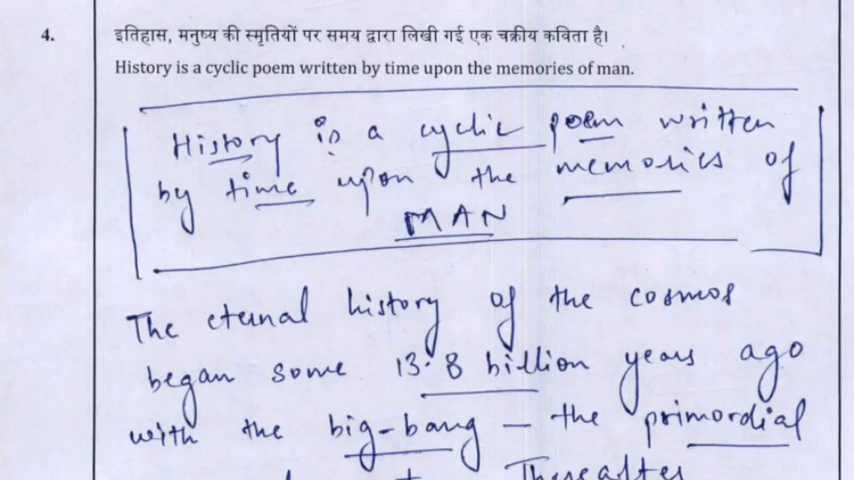 4. इतिहास, मनुष्य की स्मृतियों पर समय द्वारा लिखी गई एक चक्रीय कविता है।
History is a cyclic poem written by time upon the memories of man.
History is a cyclic poem written
by time upon the memories of
MAN
The eternal history of the cosmos
began some 13.8 billion years ago
with the big-bang – the primordial
Thereafter